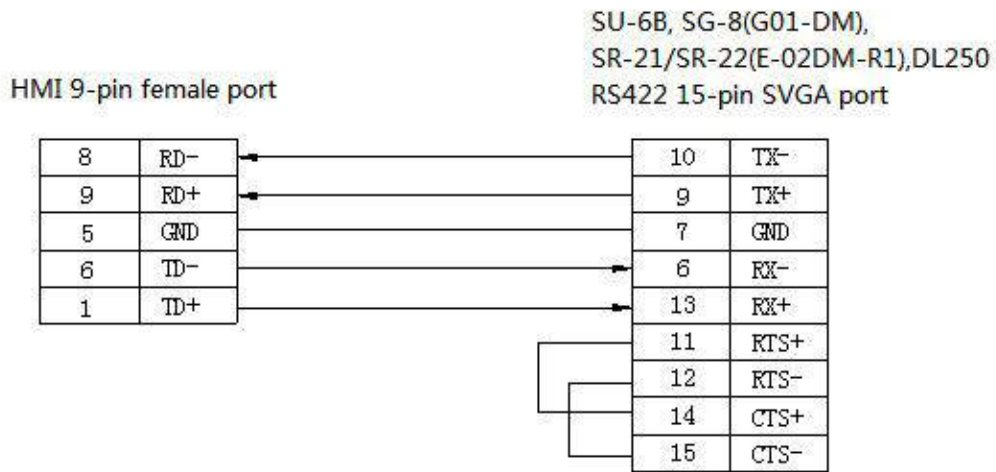 SU-6B, SG-8(G01-DM),
SR-21/SR-22(E-02DM-R1),DL250
HMI 9-pin female port
RS422 15-pin SVGA port
8 RD- 10 TX-
9 RD+ 9 TX+
5 GND 7 GND
6 TD- 6 RX-
1 TD+ 13 RX+
11 RTS+
12 RTS-
14 CTS+
15 CTS-